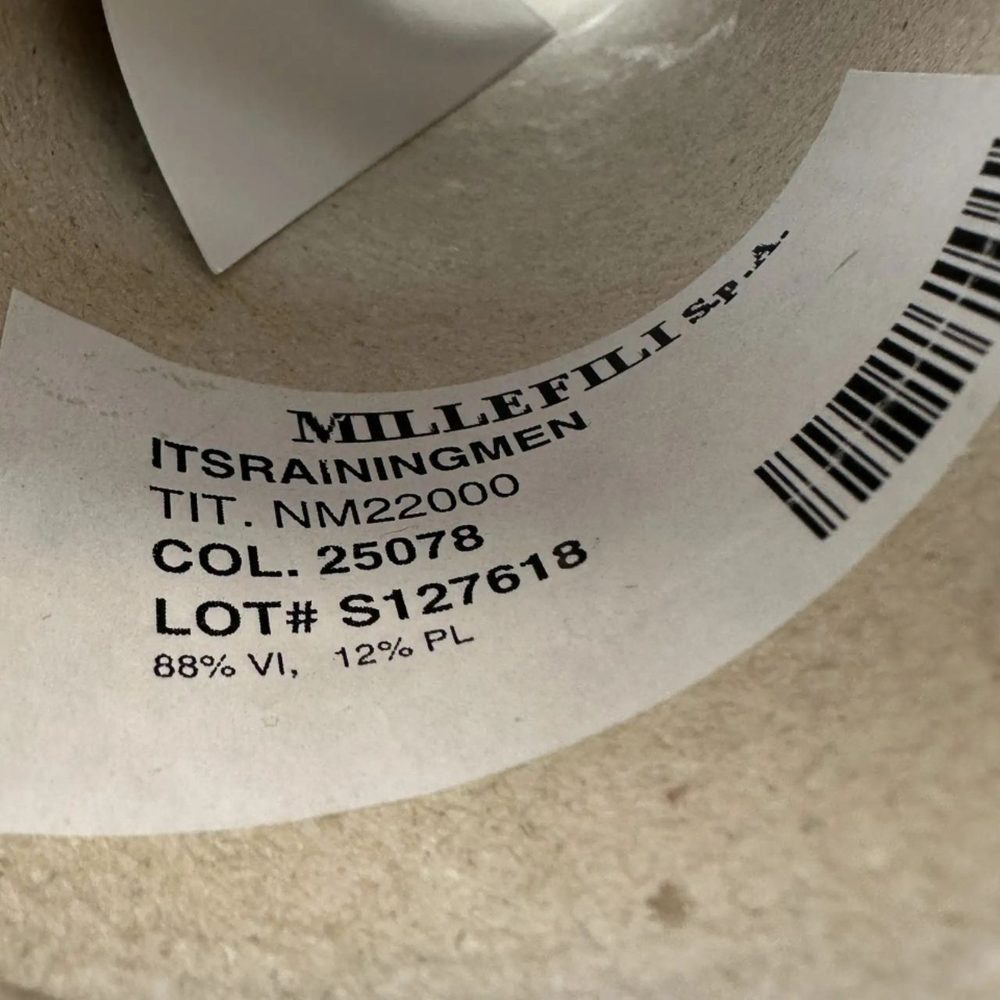 MILLEFILI S.p.A.
ITSRAININGMEN
TIT. NM22000
COL. 25078
LOT# S127618
88% VI, 12% PL